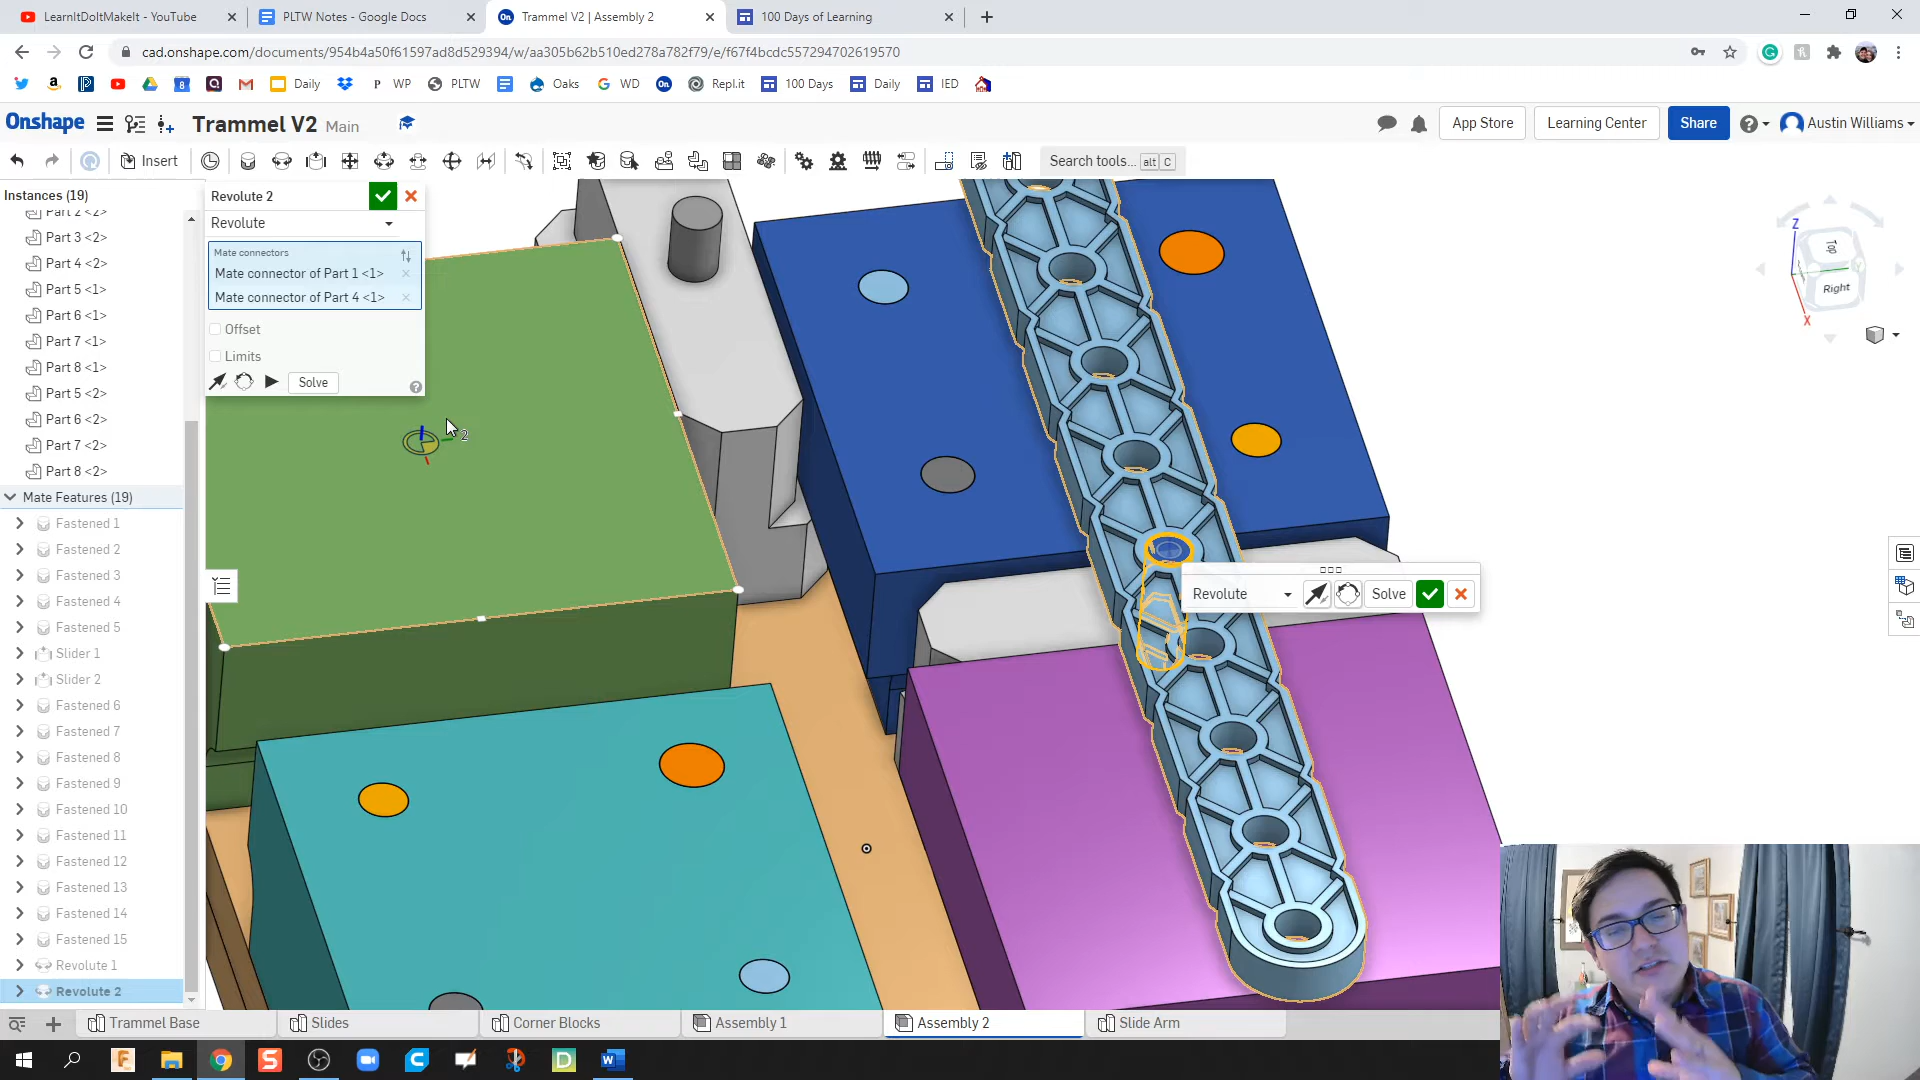 LearnItDoItMakeIt - YouTube
PLTW Notes - Google Docs
Trammel V2 | Assembly 2
100 Days of Learning
cad.onshape.com/documents/954b4a50f61597ad8d529394/w/aa305b62b510ed278a782f79/e/f67f4bcdc557294702619570
Daily
P WP
PLTW
Oaks
WD
Repl.it
100 Days
Daily
IED
Onshape
Trammel V2 Main
App Store
Learning Center
Share
Austin Williams
Insert
Search tools... alt C
Instances (19)
Part 2 <2>
Part 3 <2>
Part 4 <2>
Part 5 <1>
Part 6 <1>
Part 7 <1>
Part 8 <1>
Part 5 <2>
Part 6 <2>
Part 7 <2>
Part 8 <2>
Mate Features (19)
Fastened 1
Fastened 2
Fastened 3
Fastened 4
Fastened 5
Slider 1
Slider 2
Fastened 6
Fastened 7
Fastened 8
Fastened 9
Fastened 10
Fastened 11
Fastened 12
Fastened 13
Fastened 14
Fastened 15
Revolute 1
Revolute 2
Revolute 2
Revolute
Mate connectors
Mate connector of Part 1 <1>
Mate connector of Part 4 <1>
Offset
Limits
Solve
2
Revolute
Solve
Z
Top
Y
Right
X
Trammel Base
Slides
Corner Blocks
Assembly 1
Assembly 2
Slide Arm